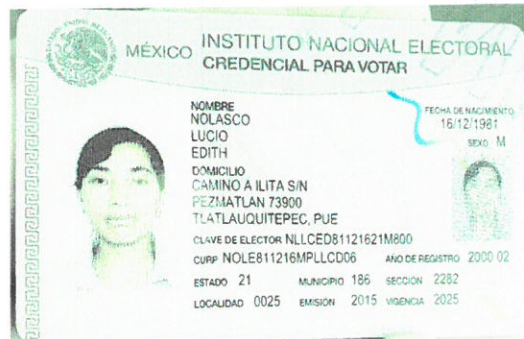 MÉXICO INSTITUTO NACIONAL ELECTORAL
CREDENCIAL PARA VOTAR
NOMBRE
NOLASCO
LUCIO
EDITH
FECHA DE NACIMIENTO
16/12/1981
SEXO M
DOMICILIO
CAMINO A ILITA S/N
PEZMATLAN 73900
TLATLAUQUITEPEC, PUE
CLAVE DE ELECTOR NLLCED81121621M800
CURP NOLE811216MPLLCD06 AÑO DE REGISTRO 2000 02
ESTADO 21 MUNICIPIO 186 SECCIÓN 2282
LOCALIDAD 0025 EMISIÓN 2015 VIGENCIA 2025